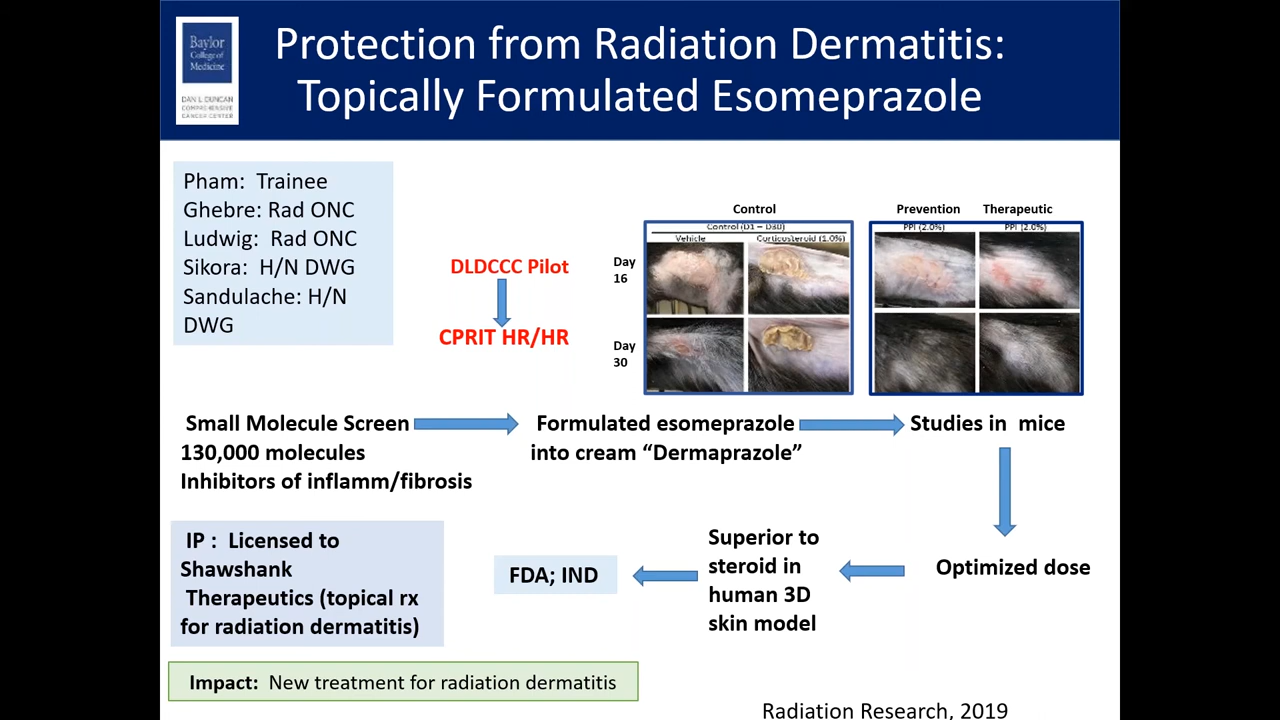 Baylor
College of
Medicine
DAN L DUNCAN
COMPREHENSIVE
CANCER CENTER
Protection from Radiation Dermatitis:
Topically Formulated Esomeprazole
Pham: Trainee
Ghebre: Rad ONC
Ludwig: Rad ONC
Sikora: H/N DWG
Sandulache: H/N
DWG
DLDCCC Pilot
CPRIT HR/HR
Control
Control (D1 – D30)
Vehicle
Corticosteroid (1.0%)
Day
16
Day
30
Prevention
Therapeutic
PPI (2.0%)
PPI (2.0%)
Small Molecule Screen
130,000 molecules
Inhibitors of inflamm/fibrosis
Formulated esomeprazole
into cream “Dermaprazole”
Studies in mice
Optimized dose
Superior to
steroid in
human 3D
skin model
FDA; IND
IP : Licensed to
Shawshank
Therapeutics (topical rx
for radiation dermatitis)
Impact: New treatment for radiation dermatitis
Radiation Research, 2019